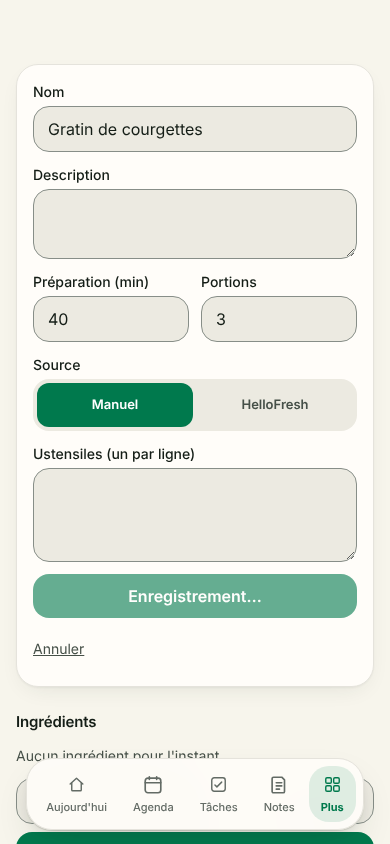 Nom
Gratin de courgettes
Description
Préparation (min) Portions
40 3
Source
Manuel HelloFresh
Ustensiles (un par ligne)
Enregistrement...
Annuler
Ingrédients
Aucun ingrédient pour l'instant
Aujourd'hui Agenda Tâches Notes Plus